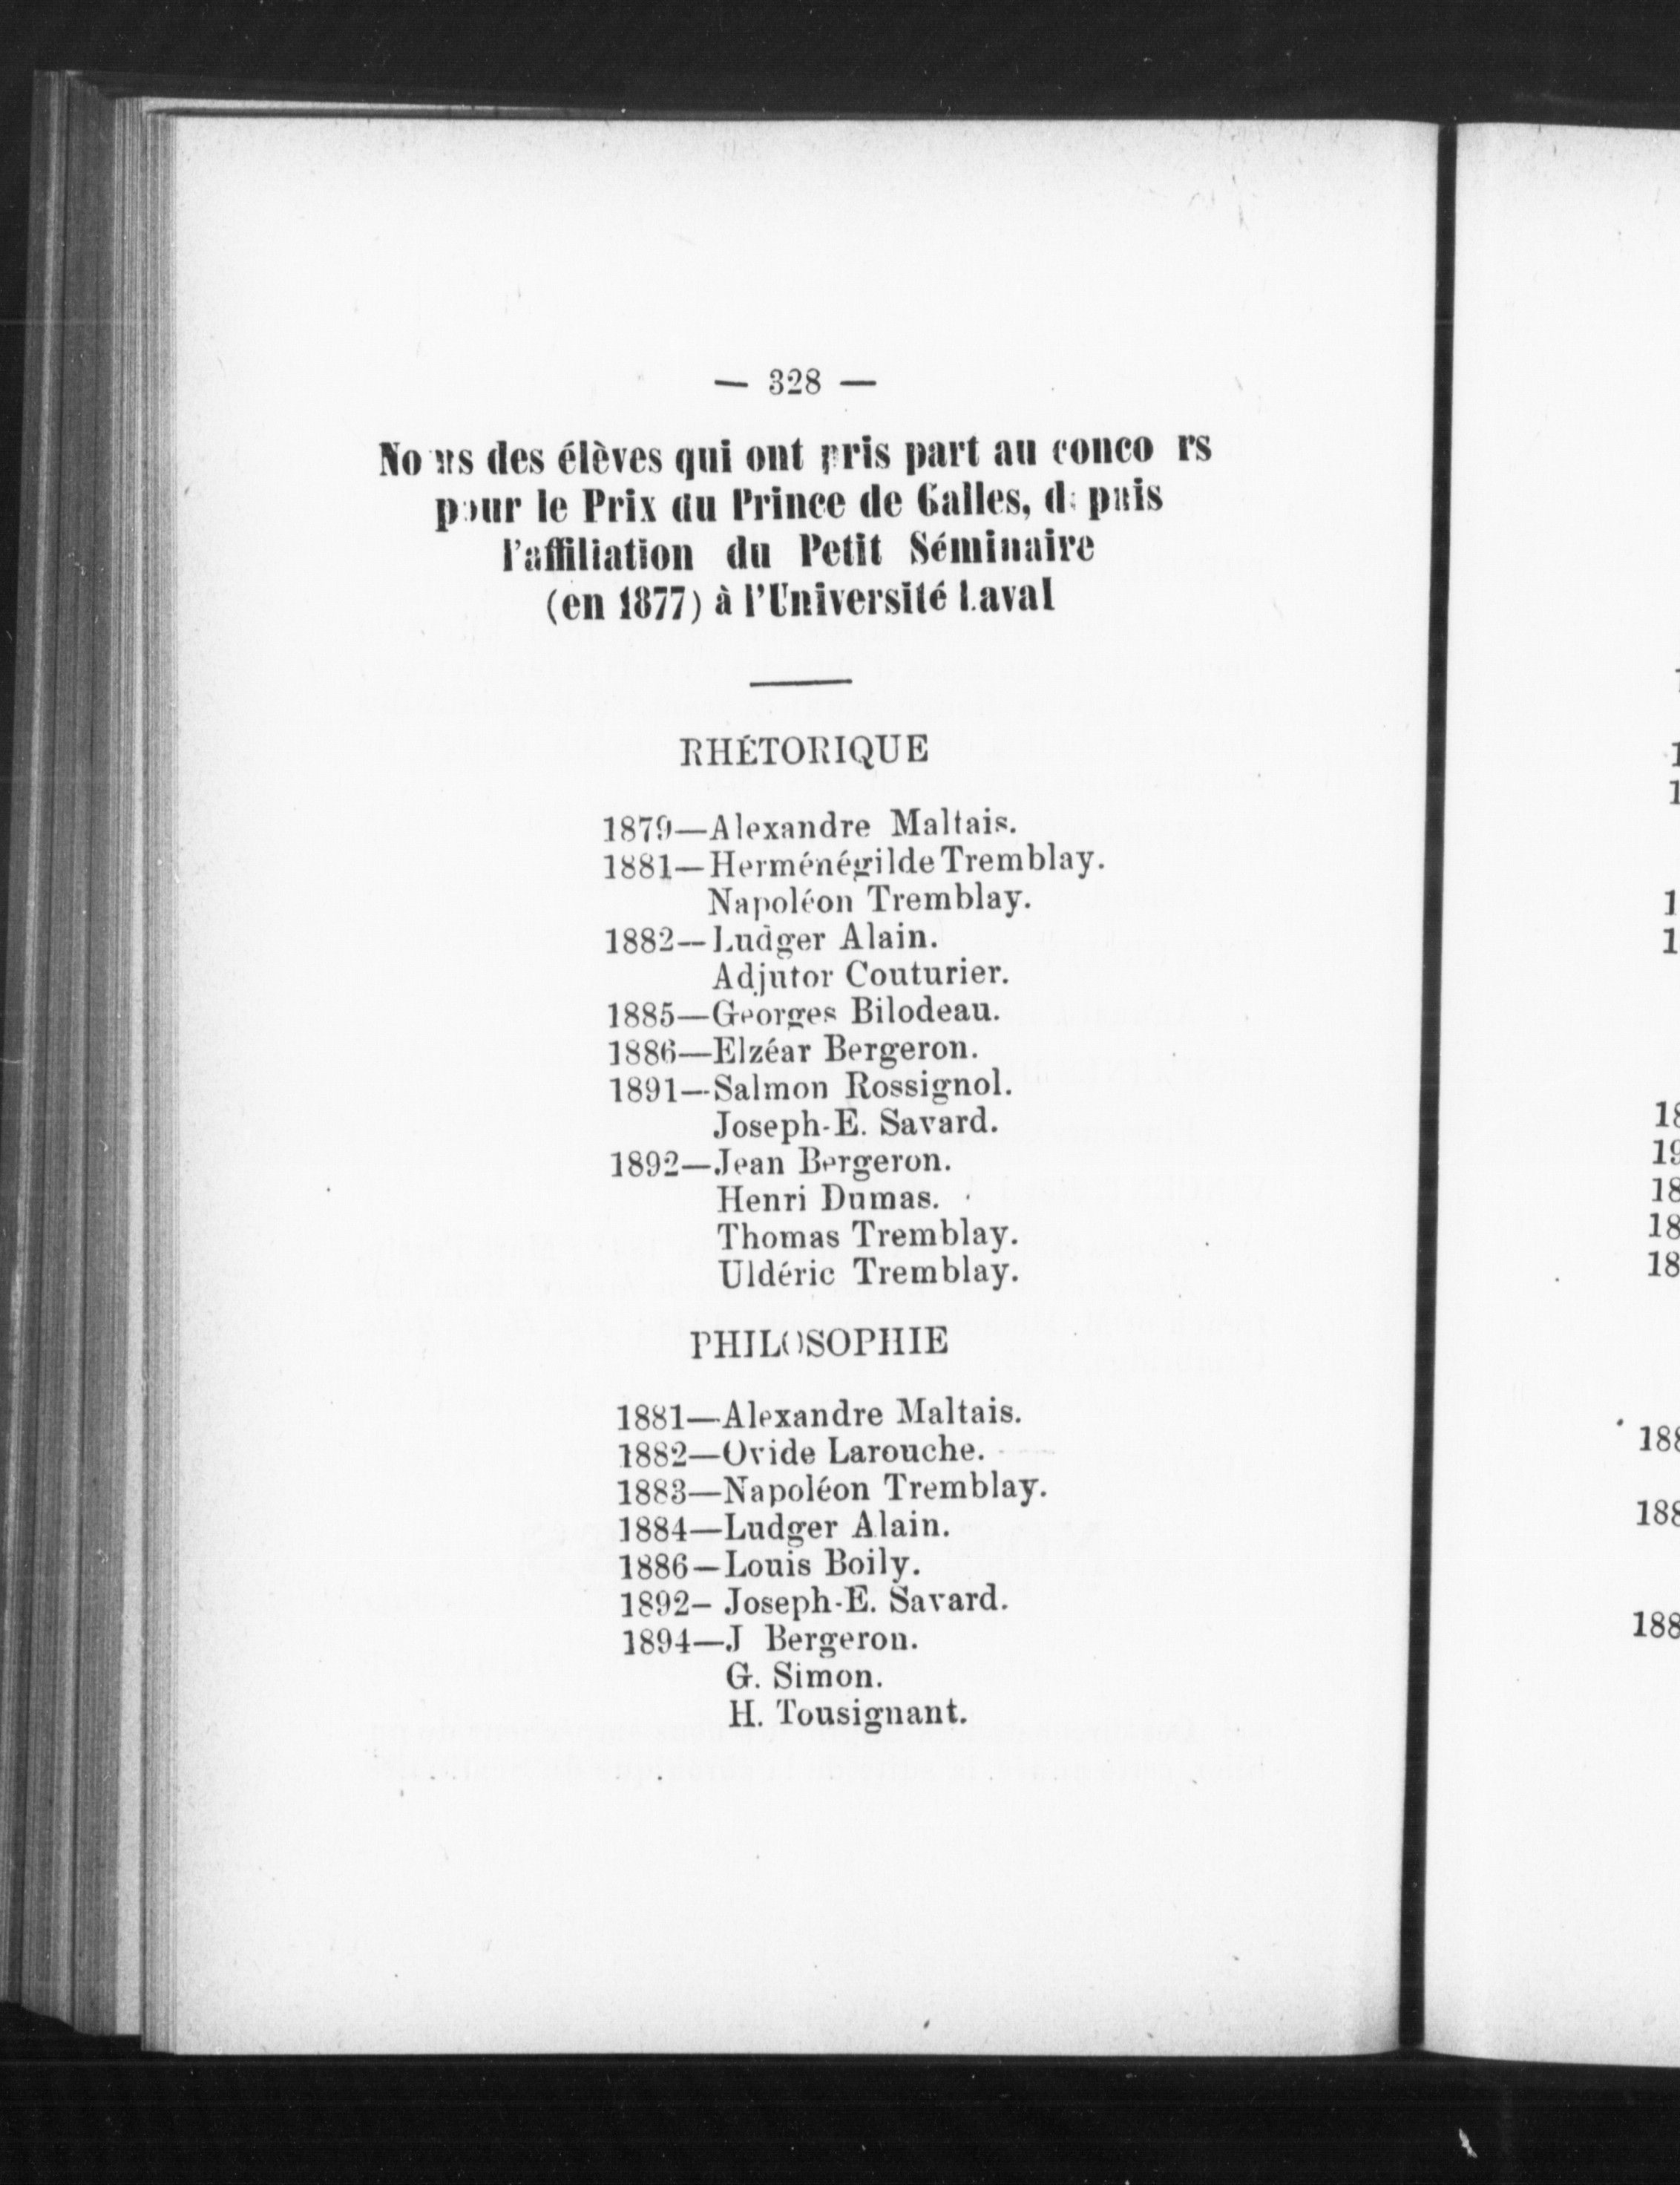 — 328 —
Noms des élèves qui ont pris part au concours
pour le Prix du Prince de Galles, depuis
l'affiliation du Petit Séminaire
(en 1877) à l'Université Laval
RHÉTORIQUE
1879—Alexandre Maltais.
1881—Herménégilde Tremblay.
Napoléon Tremblay.
1882—Ludger Alain.
Adjutor Couturier.
1885—Georges Bilodeau.
1886—Elzéar Bergeron.
1891—Salmon Rossignol.
Joseph-E. Savard.
1892—Jean Bergeron.
Henri Dumas.
Thomas Tremblay.
Uldéric Tremblay.
PHILOSOPHIE
1881—Alexandre Maltais.
1882—Ovide Larouche.
1883—Napoléon Tremblay.
1884—Ludger Alain.
1886—Louis Boily.
1892—Joseph-E. Savard.
1894—J Bergeron.
G. Simon.
H. Tousignant.